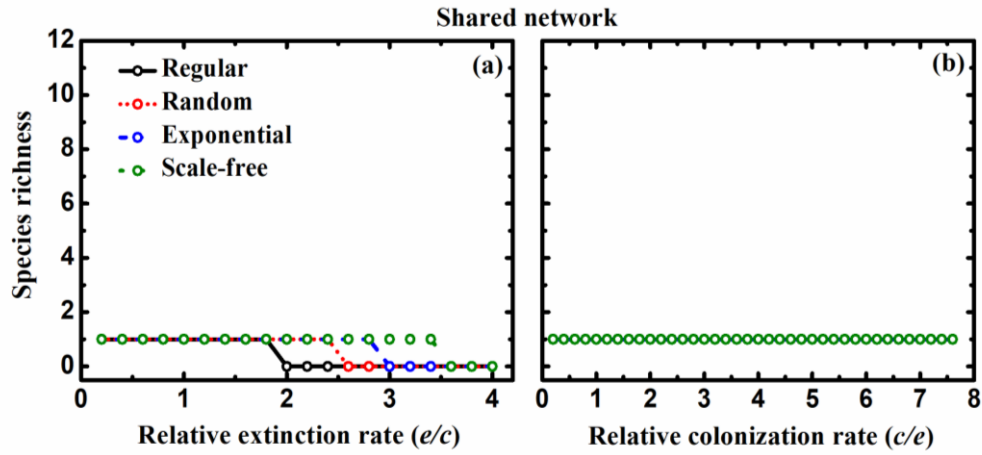 Shared network
12
10
8
6
4
2
0
Species richness
(a)
Regular
Random
Exponential
Scale-free
0 1 2 3 4
Relative extinction rate (e/c)
(b)
0 1 2 3 4 5 6 7 8
Relative colonization rate (c/e)